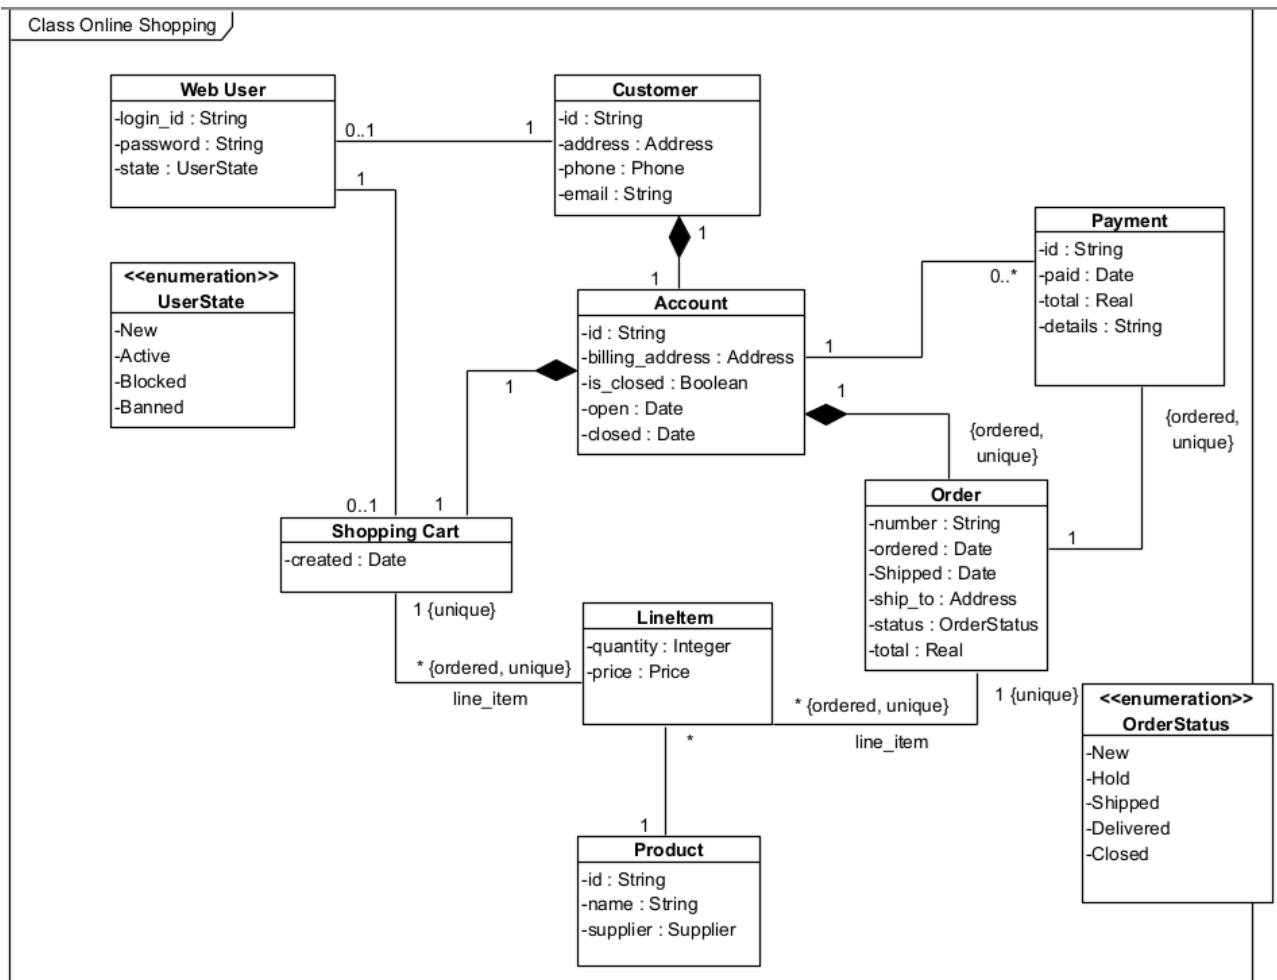 Class Online Shopping
Web User
-login_id : String
-password : String
-state : UserState
0..1
1
1
Customer
-id : String
-address : Address
-phone : Phone
-email : String
1
1
Payment
-id : String
-paid : Date
-total : Real
-details : String
0..*
<<enumeration>>
UserState
-New
-Active
-Blocked
-Banned
Account
-id : String
-billing_address : Address
-is_closed : Boolean
-open : Date
-closed : Date
1
1
1
{ordered,
unique}
{ordered,
unique}
0..1
1
Shopping Cart
-created : Date
1 {unique}
Order
-number : String
-ordered : Date
-Shipped : Date
-ship_to : Address
-status : OrderStatus
-total : Real
1
LineItem
-quantity : Integer
-price : Price
* {ordered, unique}
line_item
* {ordered, unique}
line_item
1 {unique}
*
1
<<enumeration>>
OrderStatus
-New
-Hold
-Shipped
-Delivered
-Closed
Product
-id : String
-name : String
-supplier : Supplier